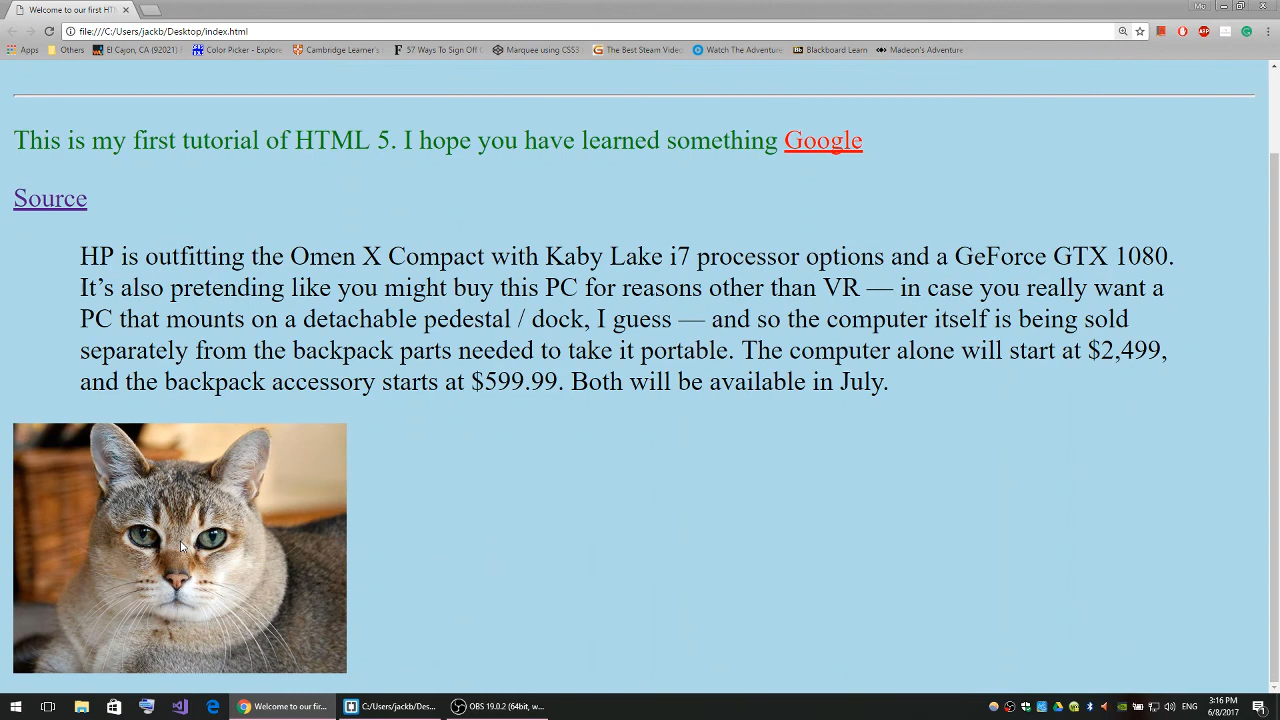 Welcome to our first HT
Mo
file:///C:/Users/jackb/Desktop/index.html
Apps Others El Cajon, CA (92021) Color Picker - Explor Cambridge Learner's 57 Ways To Sign Off Marquee using CSS3 The Best Steam Video Watch The Adventure Blackboard Learn Macleon's Adventure
This is my first tutorial of HTML 5. I hope you have learned something Google
Source
HP is outfitting the Omen X Compact with Kaby Lake i7 processor options and a GeForce GTX 1080.
It’s also pretending like you might buy this PC for reasons other than VR — in case you really want a
PC that mounts on a detachable pedestal / dock, I guess — and so the computer itself is being sold
separately from the backpack parts needed to take it portable. The computer alone will start at $2,499,
and the backpack accessory starts at $599.99. Both will be available in July.
Welcome to our fir... C:/Users/jackb/Des... OBS 19.0.2 (64bit, w... ENG 3:16 PM
6/8/2017